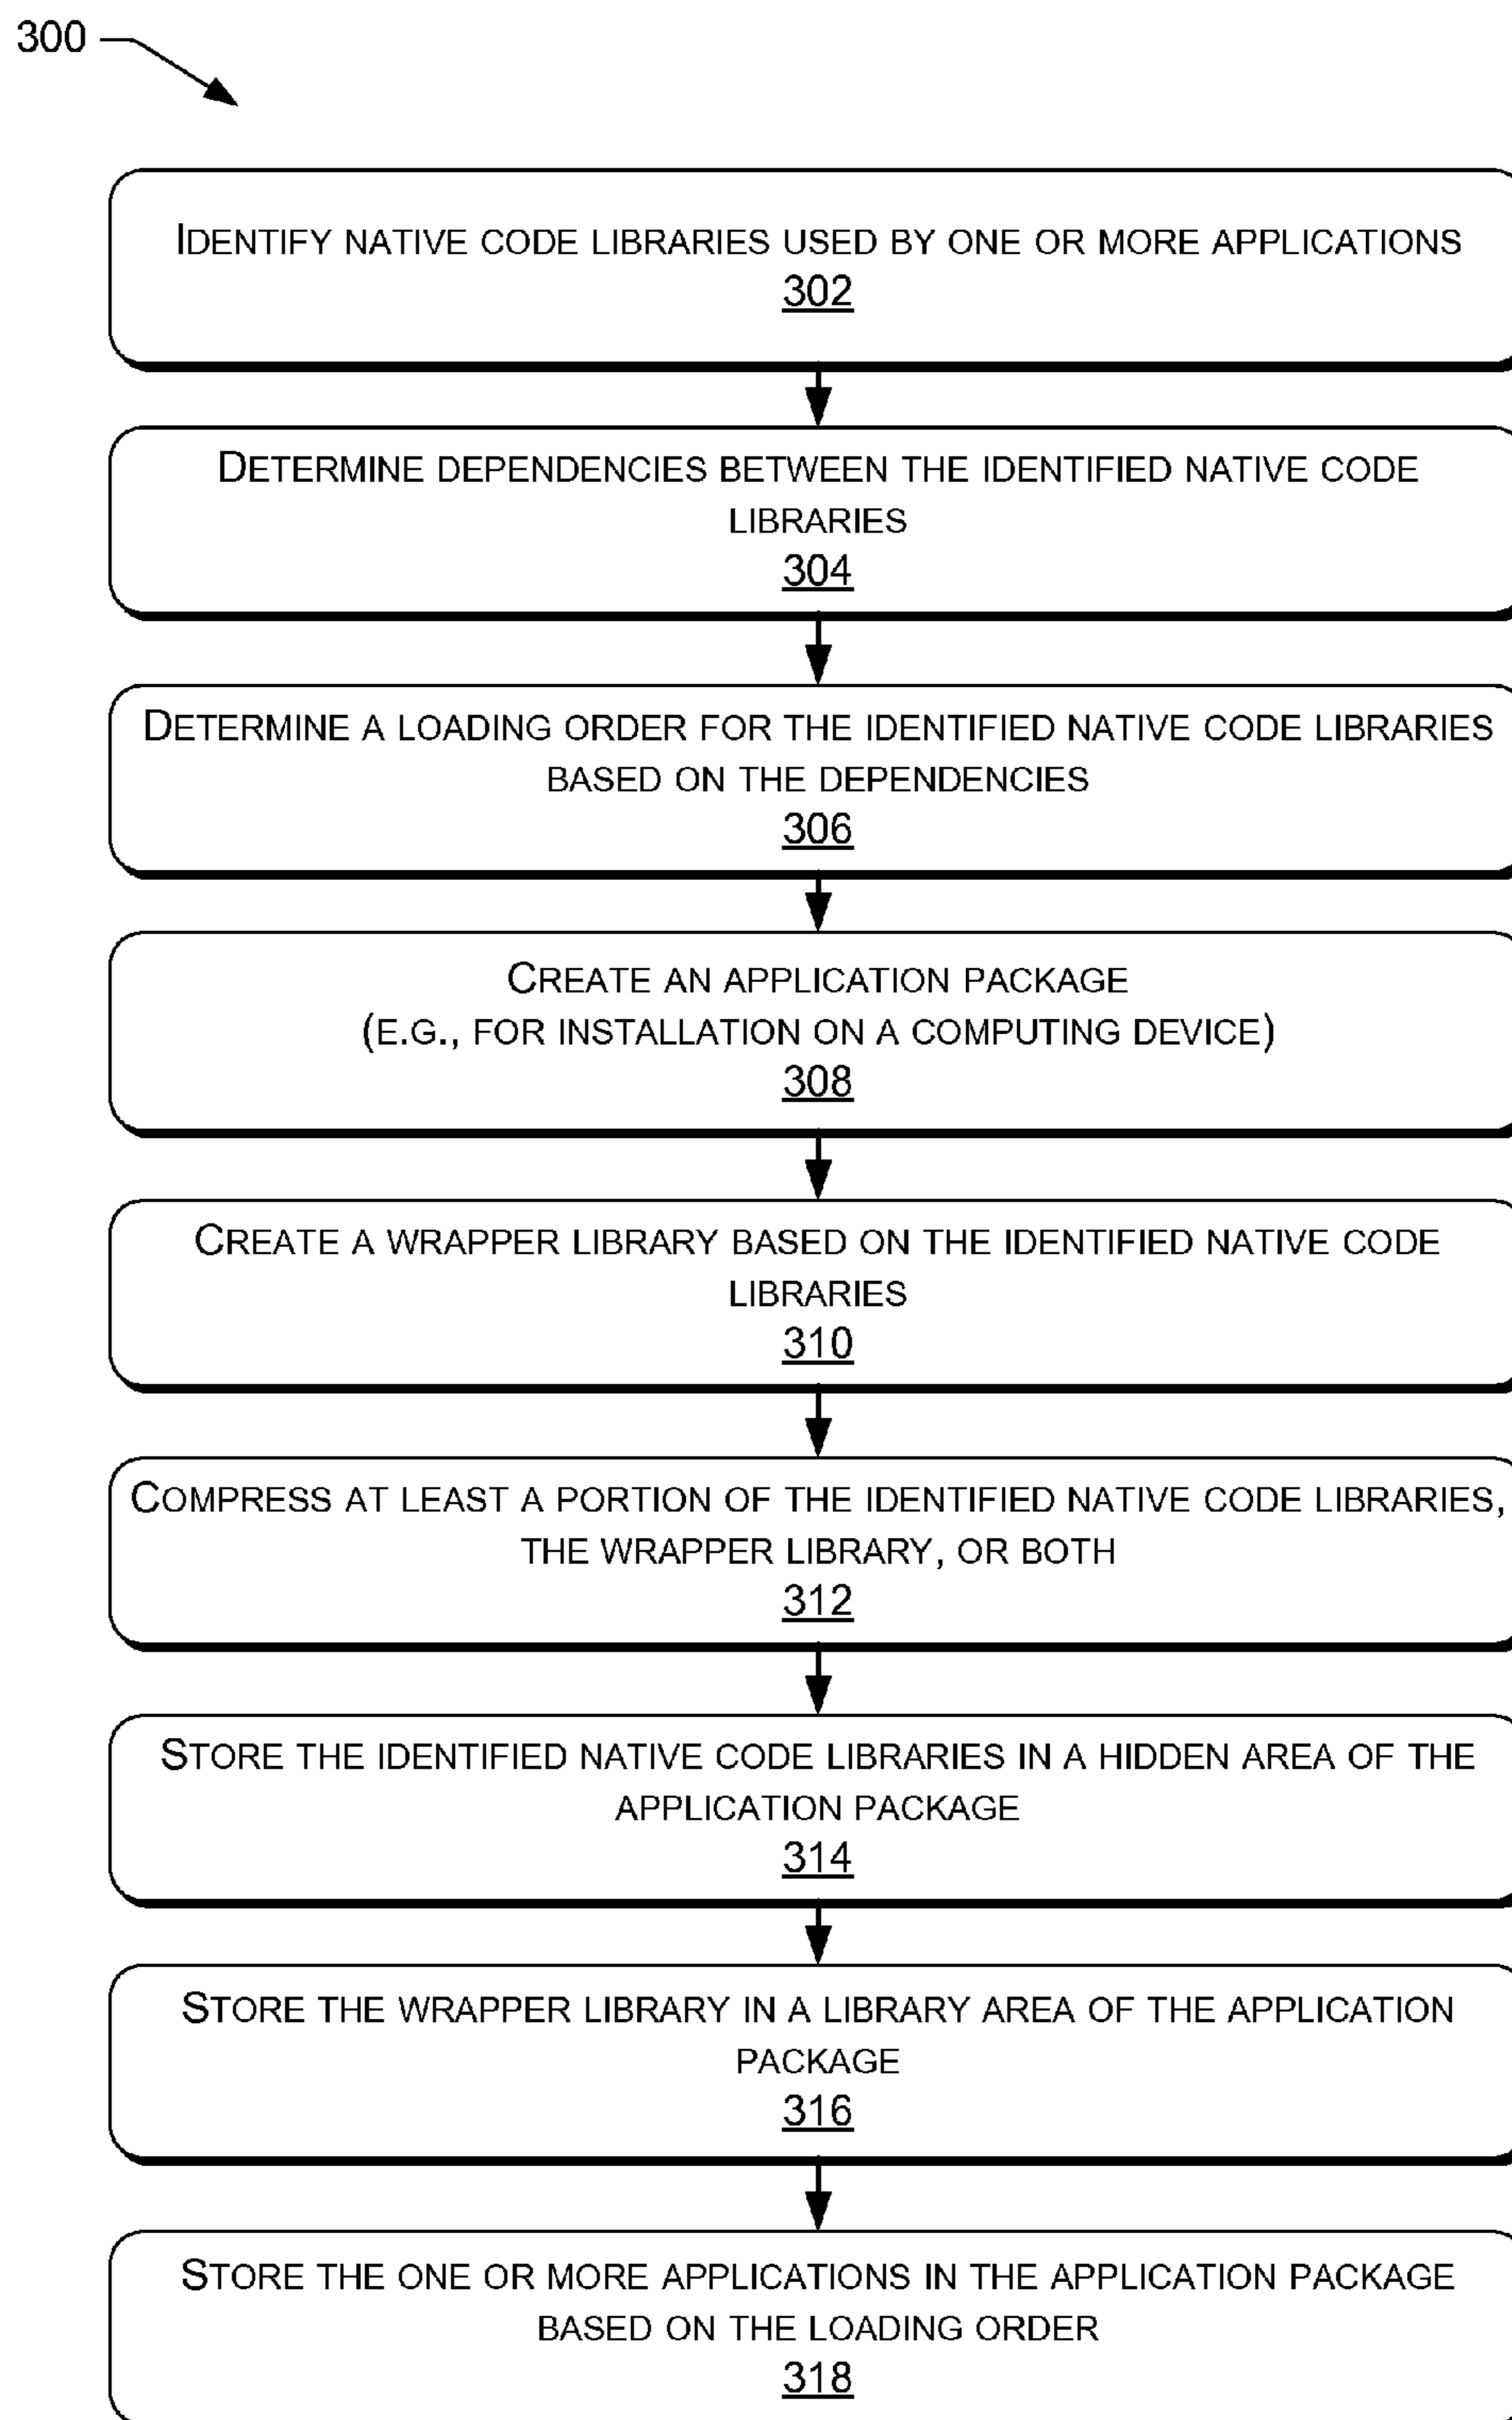 300
IDENTIFY NATIVE CODE LIBRARIES USED BY ONE OR MORE APPLICATIONS
302
DETERMINE DEPENDENCIES BETWEEN THE IDENTIFIED NATIVE CODE
LIBRARIES
304
DETERMINE A LOADING ORDER FOR THE IDENTIFIED NATIVE CODE LIBRARIES
BASED ON THE DEPENDENCIES
306
CREATE AN APPLICATION PACKAGE
(E.G., FOR INSTALLATION ON A COMPUTING DEVICE)
308
CREATE A WRAPPER LIBRARY BASED ON THE IDENTIFIED NATIVE CODE
LIBRARIES
310
COMPRESS AT LEAST A PORTION OF THE IDENTIFIED NATIVE CODE LIBRARIES,
THE WRAPPER LIBRARY, OR BOTH
312
STORE THE IDENTIFIED NATIVE CODE LIBRARIES IN A HIDDEN AREA OF THE
APPLICATION PACKAGE
314
STORE THE WRAPPER LIBRARY IN A LIBRARY AREA OF THE APPLICATION
PACKAGE
316
STORE THE ONE OR MORE APPLICATIONS IN THE APPLICATION PACKAGE
BASED ON THE LOADING ORDER
318